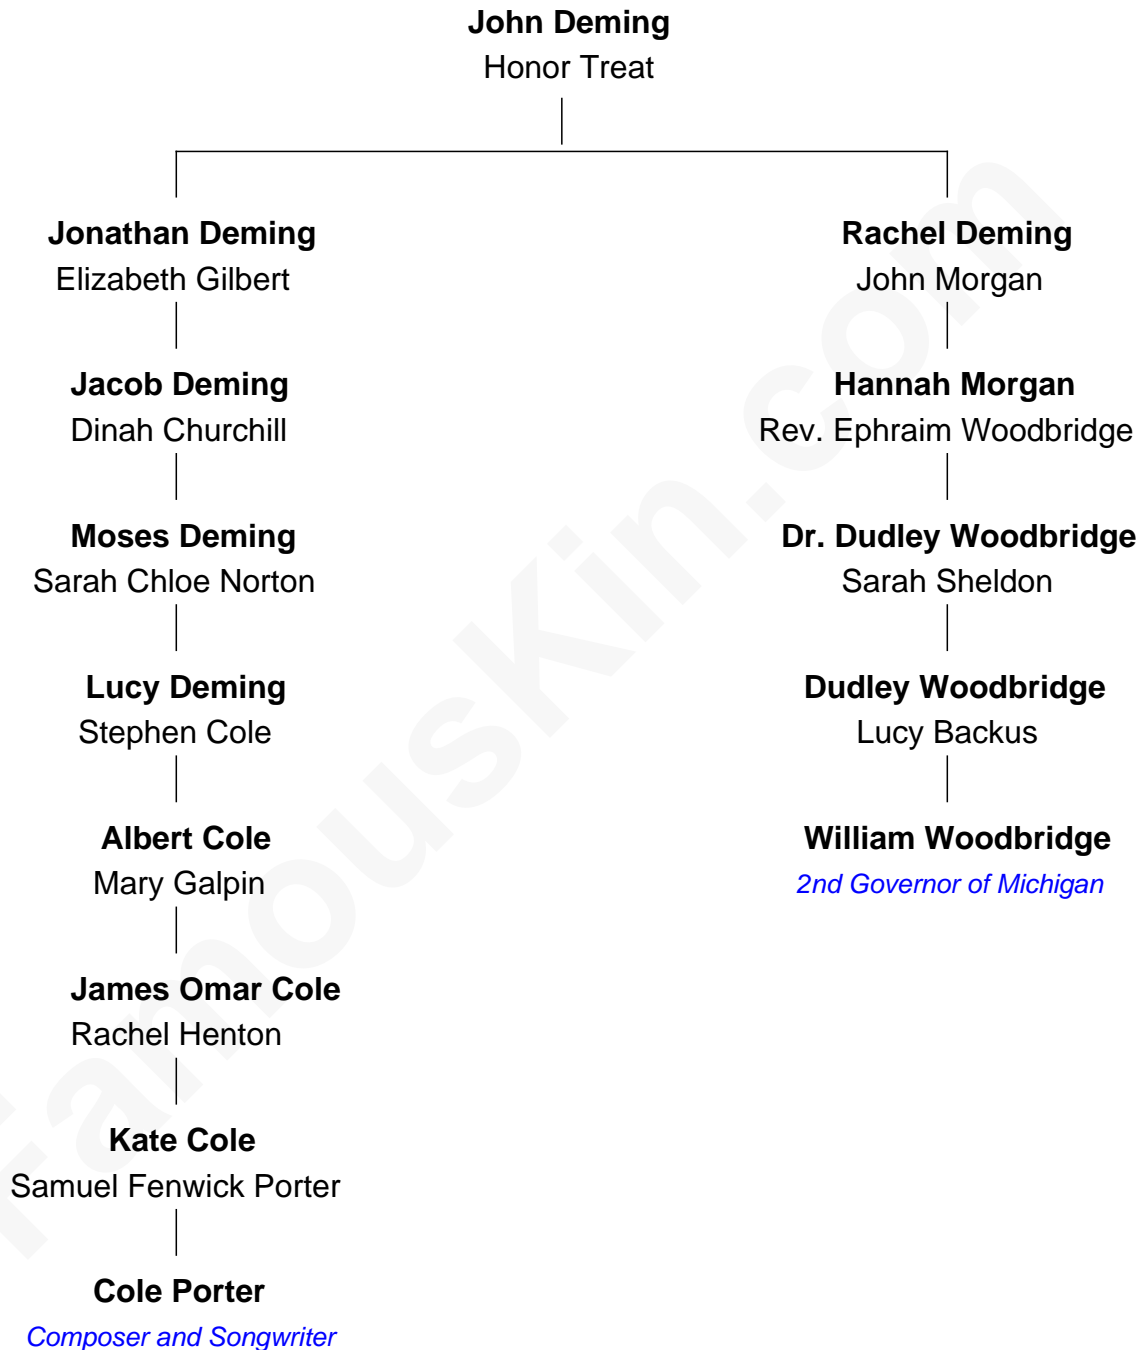 John Deming
Honor Treat
Jonathan Deming
Elizabeth Gilbert
Rachel Deming
John Morgan
Jacob Deming
Dinah Churchill
Hannah Morgan
Rev. Ephraim Woodbridge
Moses Deming
Sarah Chloe Norton
Dr. Dudley Woodbridge
Sarah Sheldon
Lucy Deming
Stephen Cole
Dudley Woodbridge
Lucy Backus
Albert Cole
Mary Galpin
William Woodbridge
2nd Governor of Michigan
James Omar Cole
Rachel Henton
Kate Cole
Samuel Fenwick Porter
Cole Porter
Composer and Songwriter
FamousKin.com